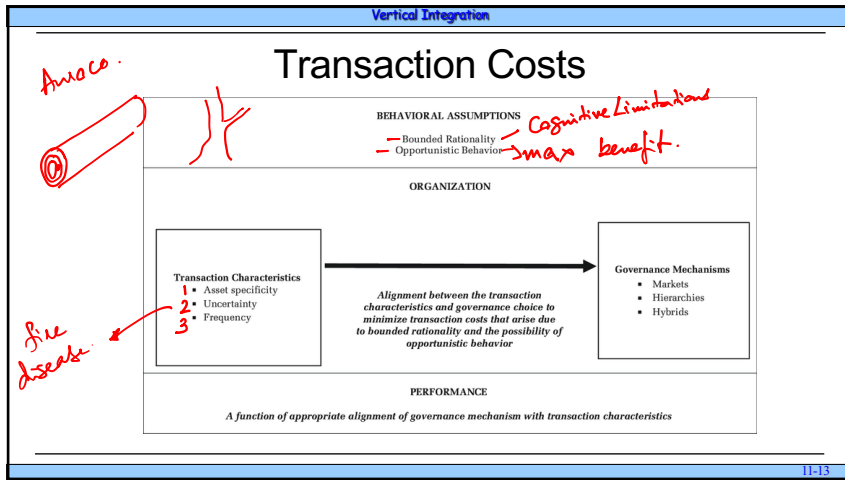 Vertical Integration
Transaction Costs
Amoco.
BEHAVIORAL ASSUMPTIONS
Bounded Rationality
Cognitive Limitations
Opportunistic Behavior
max benefit.
ORGANIZATION
Transaction Characteristics
1 ▪ Asset specificity
2 ▪ Uncertainty
3 ▪ Frequency
fire
disease.
Alignment between the transaction
characteristics and governance choice to
minimize transaction costs that arise due
to bounded rationality and the possibility of
opportunistic behavior
Governance Mechanisms
▪ Markets
▪ Hierarchies
▪ Hybrids
PERFORMANCE
A function of appropriate alignment of governance mechanism with transaction characteristics
11-13